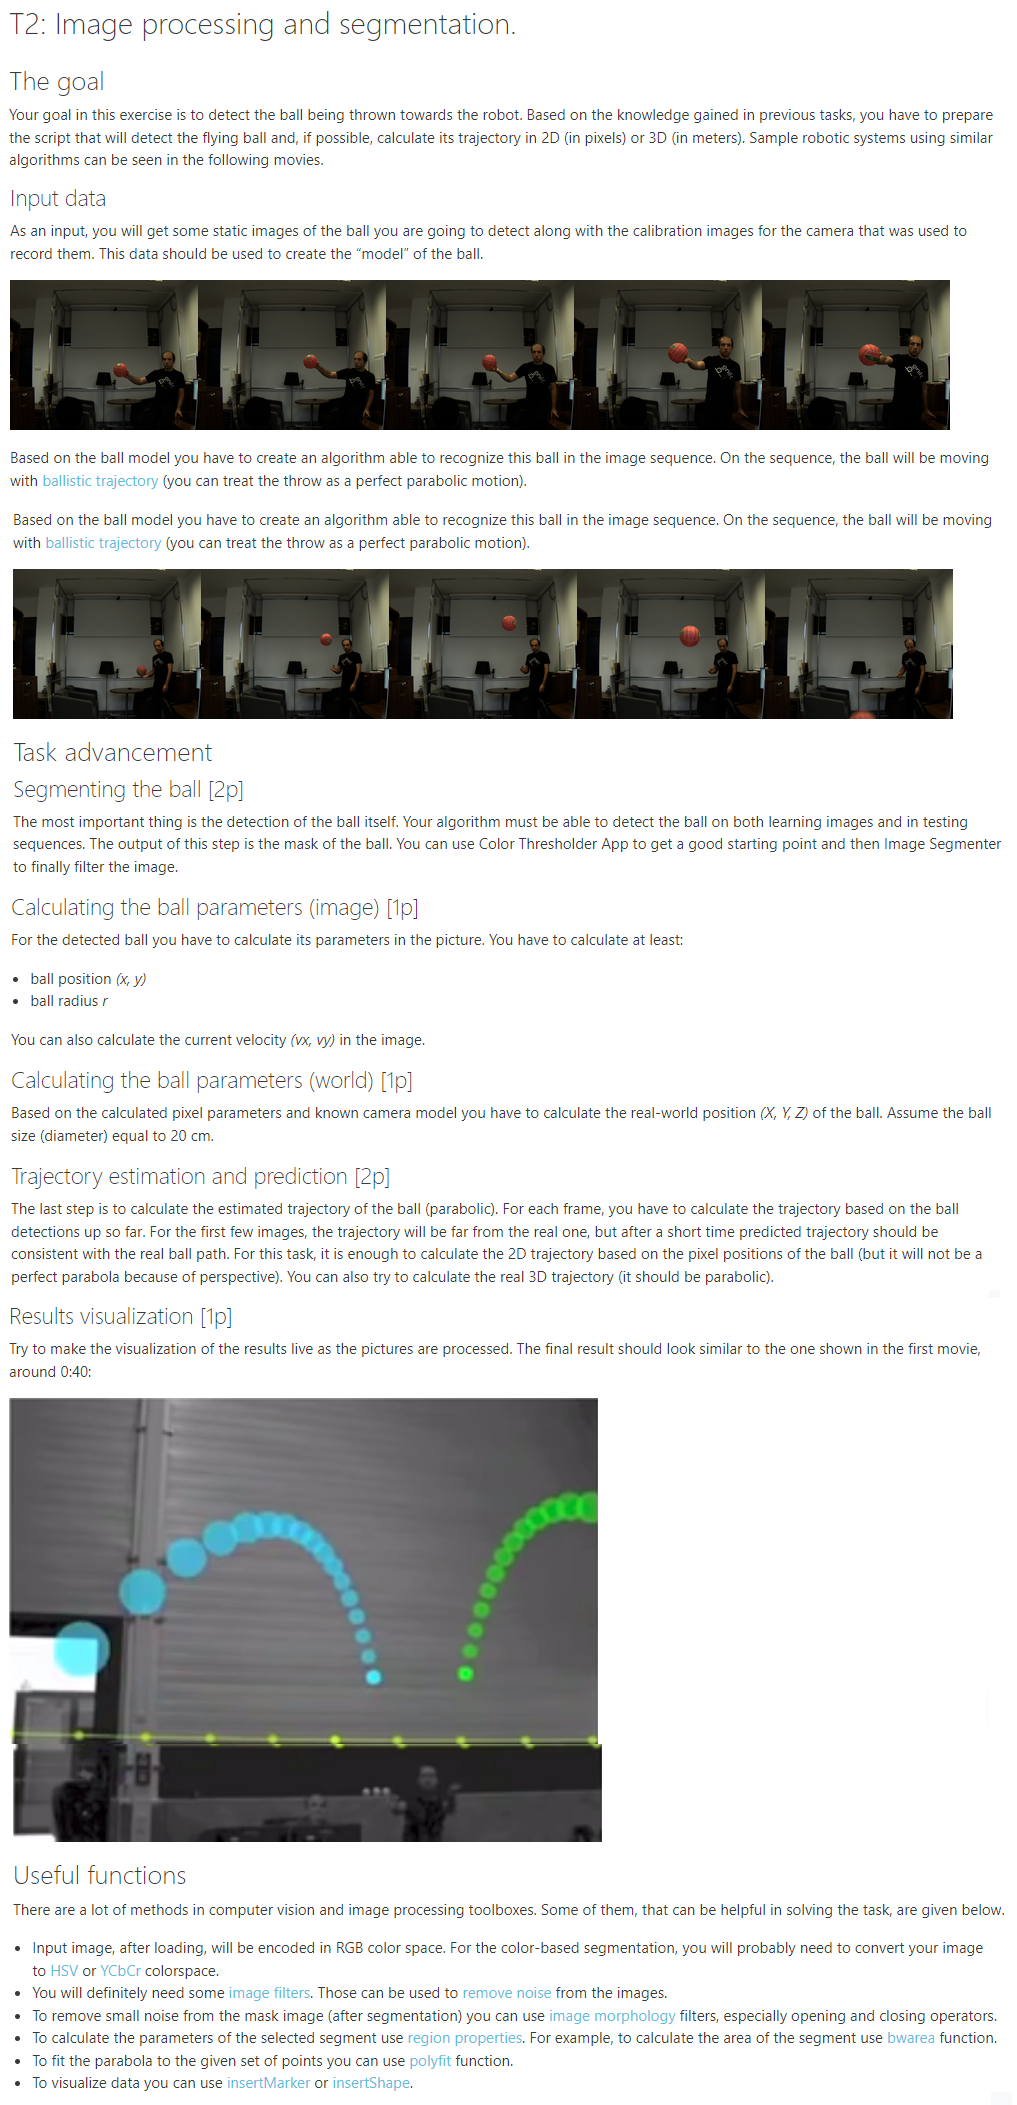 T2: Image processing and segmentation.
The goal
Your goal in this exercise is to detect the ball being thrown towards the robot. Based on the knowledge gained in previous tasks, you have to prepare
the script that will detect the flying ball and, if possible, calculate its trajectory in 2D (in pixels) or 3D (in meters). Sample robotic systems using similar
algorithms can be seen in the following movies.
Input data
As an input, you will get some static images of the ball you are going to detect along with the calibration images for the camera that was used to
record them. This data should be used to create the “model” of the ball.
Based on the ball model you have to create an algorithm able to recognize this ball in the image sequence. On the sequence, the ball will be moving
with ballistic trajectory (you can treat the throw as a perfect parabolic motion).
Based on the ball model you have to create an algorithm able to recognize this ball in the image sequence. On the sequence, the ball will be moving
with ballistic trajectory (you can treat the throw as a perfect parabolic motion).
Task advancement
Segmenting the ball [2p]
The most important thing is the detection of the ball itself. Your algorithm must be able to detect the ball on both learning images and in testing
sequences. The output of this step is the mask of the ball. You can use Color Thresholder App to get a good starting point and then Image Segmenter
to finally filter the image.
Calculating the ball parameters (image) [1p]
For the detected ball you have to calculate its parameters in the picture. You have to calculate at least:
• ball position (x, y)
• ball radius r
You can also calculate the current velocity (vx, vy) in the image.
Calculating the ball parameters (world) [1p]
Based on the calculated pixel parameters and known camera model you have to calculate the real-world position (X, Y, Z) of the ball. Assume the ball
size (diameter) equal to 20 cm.
Trajectory estimation and prediction [2p]
The last step is to calculate the estimated trajectory of the ball (parabolic). For each frame, you have to calculate the trajectory based on the ball
detections up so far. For the first few images, the trajectory will be far from the real one, but after a short time predicted trajectory should be
consistent with the real ball path. For this task, it is enough to calculate the 2D trajectory based on the pixel positions of the ball (but it will not be a
perfect parabola because of perspective). You can also try to calculate the real 3D trajectory (it should be parabolic).
Results visualization [1p]
Try to make the visualization of the results live as the pictures are processed. The final result should look similar to the one shown in the first movie,
around 0:40:
Useful functions
There are a lot of methods in computer vision and image processing toolboxes. Some of them, that can be helpful in solving the task, are given below.
• Input image, after loading, will be encoded in RGB color space. For the color-based segmentation, you will probably need to convert your image
to HSV or YCbCr colorspace.
• You will definitely need some image filters. Those can be used to remove noise from the images.
• To remove small noise from the mask image (after segmentation) you can use image morphology filters, especially opening and closing operators.
• To calculate the parameters of the selected segment use region properties. For example, to calculate the area of the segment use bwarea function.
• To fit the parabola to the given set of points you can use polyfit function.
• To visualize data you can use insertMarker or insertShape.